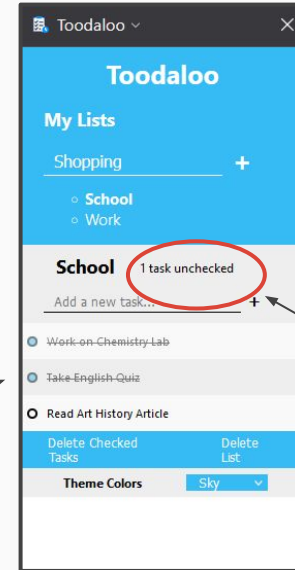 Toodaloo
Toodaloo
My Lists
Shopping
+
School
Work
School 1 task unchecked
Add a new task... +
Work on Chemistry Lab
Take English Quiz
Read Art History Article
Delete Checked Tasks
Delete List
Theme Colors Sky